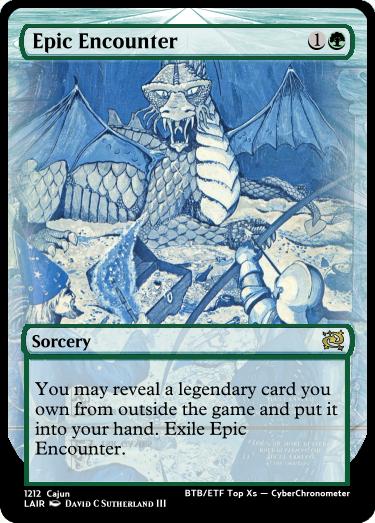 Epic Encounter 1
Sorcery
You may reveal a legendary card you
own from outside the game and put it
into your hand. Exile Epic
Encounter.
1212 Cajun
LAIR DAVID C SUTHERLAND III
BTB/ETF Top Xs — CyberChronometer